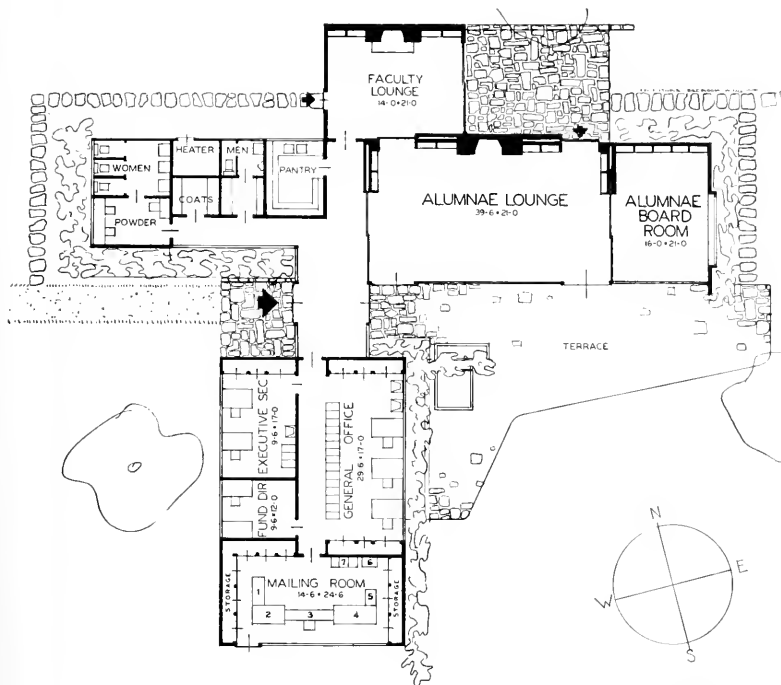 FACULTY
LOUNGE
14-0•21-0
HEATER
MEN
WOMEN
PANTRY
COATS
POWDER
ALUMNAE LOUNGE
39-6•21-0
ALUMNAE
BOARD
ROOM
16-0•21-0
TERRACE
EXECUTIVE SEC
9-6•17-0
GENERAL OFFICE
29-6•17-0
FUND DIR
9-6•12-0
7
6
MAILING ROOM
14-6•24-6
STORAGE
1
2
3
4
5
STORAGE
N
E
W
S